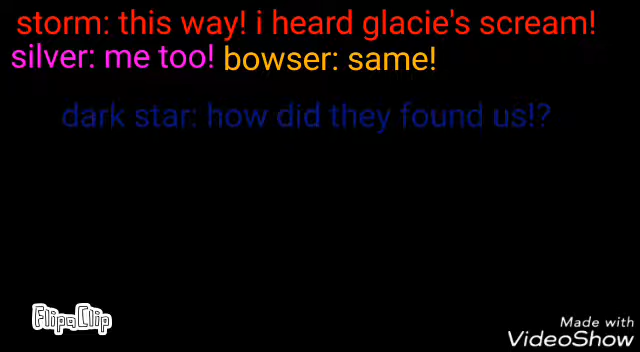 storm: this way! i heard glacie's scream!
silver: me too! bowser: same!
dark star: how did they found us!?
FlipaClip
Made with
VideoShow